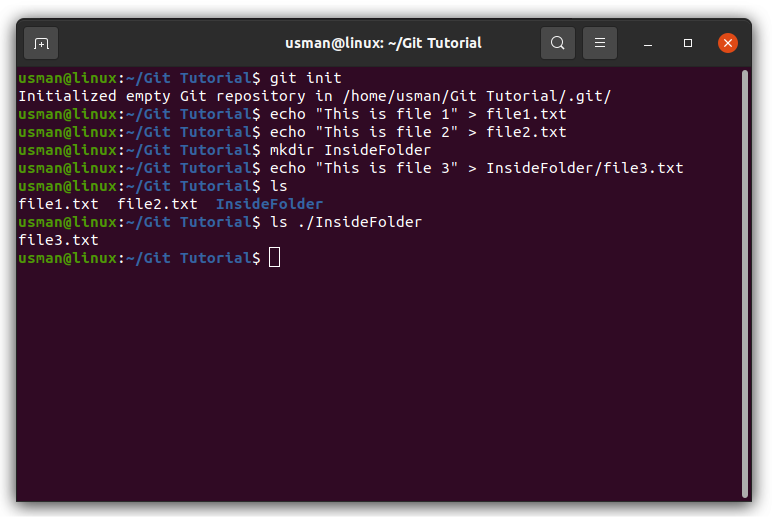 usman@linux: ~/Git Tutorial
usman@linux:~/Git Tutorial$ git init
Initialized empty Git repository in /home/usman/Git Tutorial/.git/
usman@linux:~/Git Tutorial$ echo "This is file 1" > file1.txt
usman@linux:~/Git Tutorial$ echo "This is file 2" > file2.txt
usman@linux:~/Git Tutorial$ mkdir InsideFolder
usman@linux:~/Git Tutorial$ echo "This is file 3" > InsideFolder/file3.txt
usman@linux:~/Git Tutorial$ ls
file1.txt  file2.txt  InsideFolder
usman@linux:~/Git Tutorial$ ls ./InsideFolder
file3.txt
usman@linux:~/Git Tutorial$